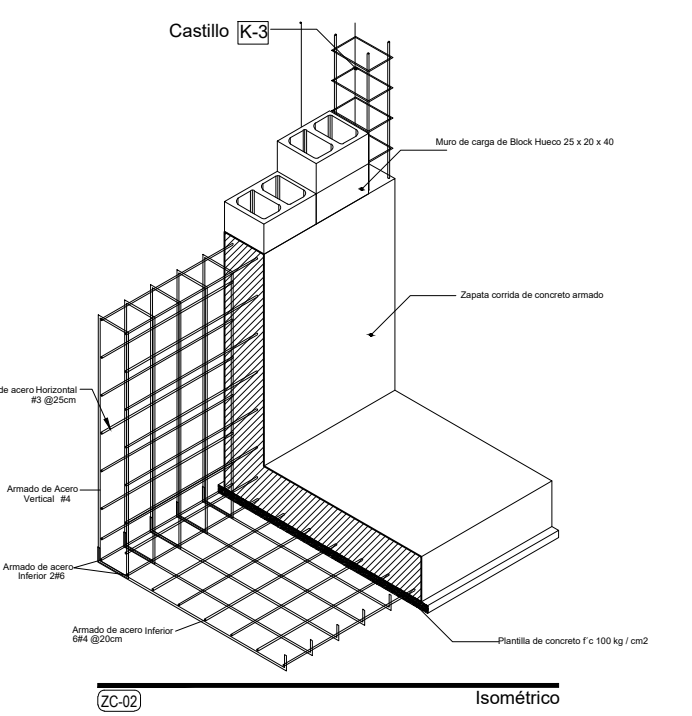 Castillo K-3
Muro de carga de Block Hueco 25 x 20 x 40
Zapata corrida de concreto armado
de acero Horizontal
#3 @25cm
Armado de Acero
Vertical #4
Armado de acero
Inferior 2#6
Armado de acero Inferior
6#4 @20cm
Plantilla de concreto f´c 100 kg / cm2
ZC-02
Isométrico